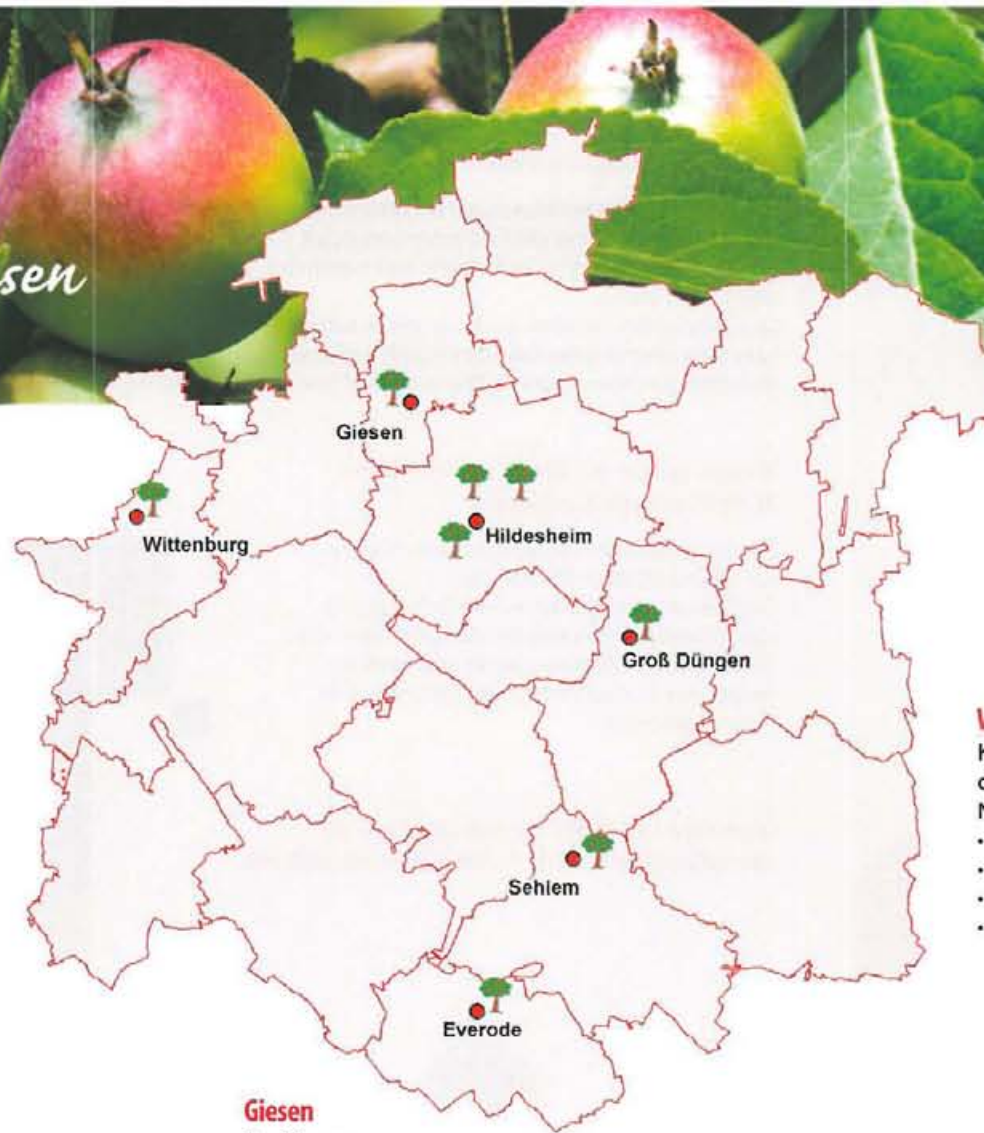 sen
Giesen
Wittenburg
Hildesheim
Groß Düngen
Sehlem
Everode
Giesen